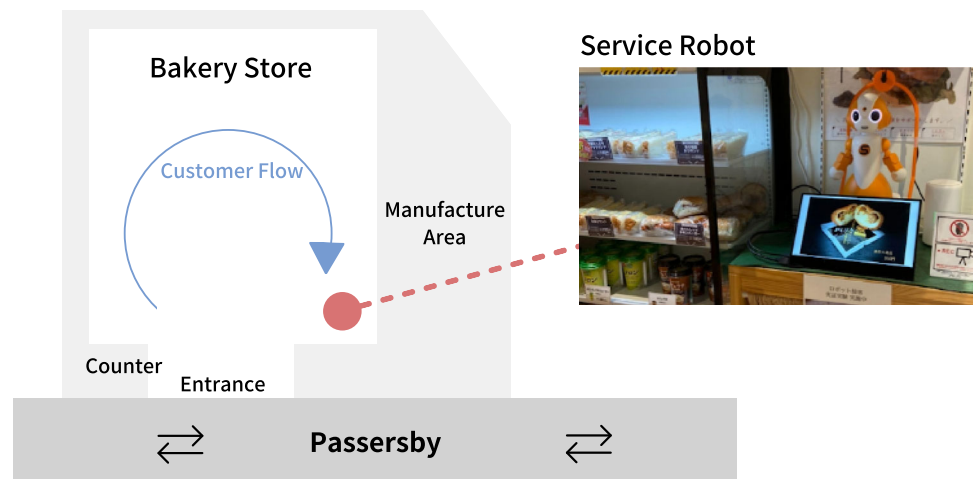 Service Robot
Bakery Store
Customer Flow
Manufacture
Area
Counter
Entrance
Passersby